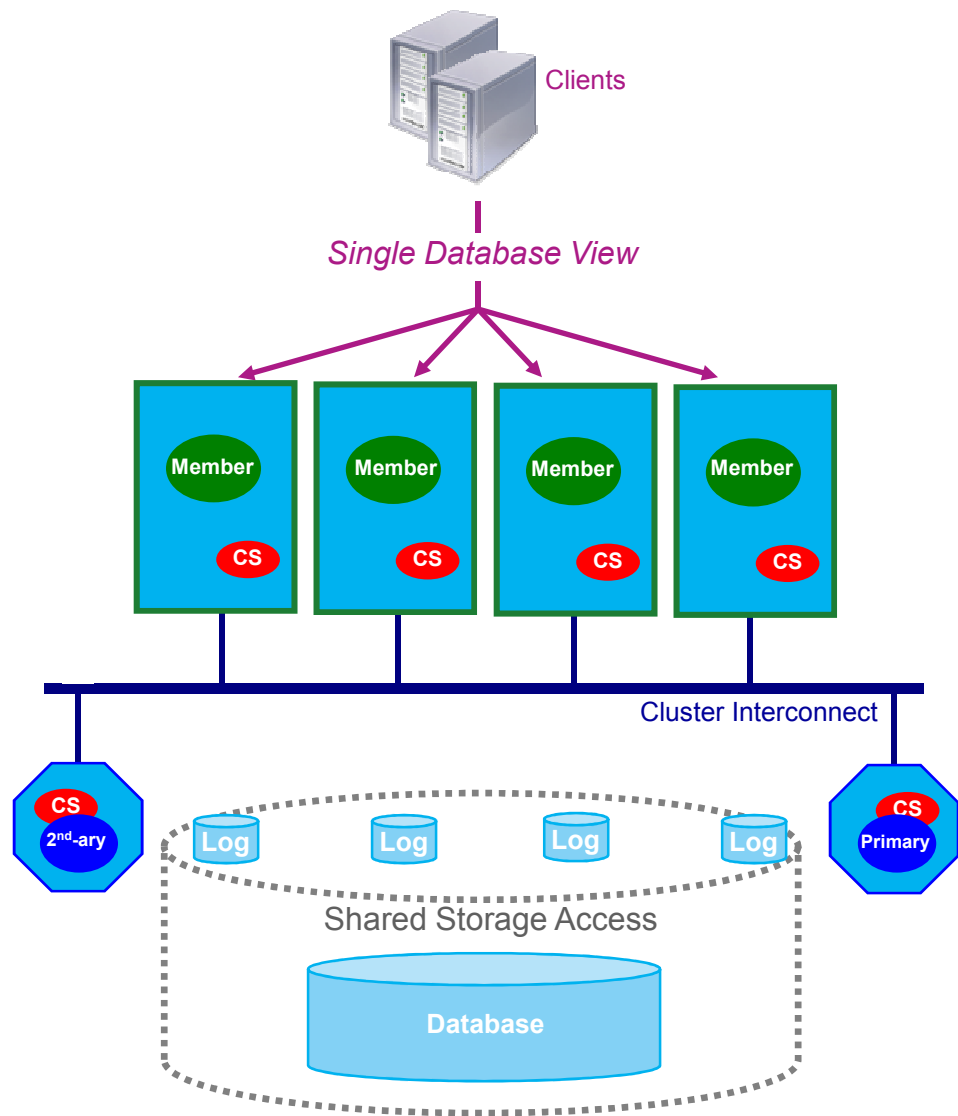 Clients
Single Database View
Member
Member
Member
Member
CS
CS
CS
CS
Cluster Interconnect
CS
2nd-ary
CS
Primary
Log
Log
Log
Log
Shared Storage Access
Database